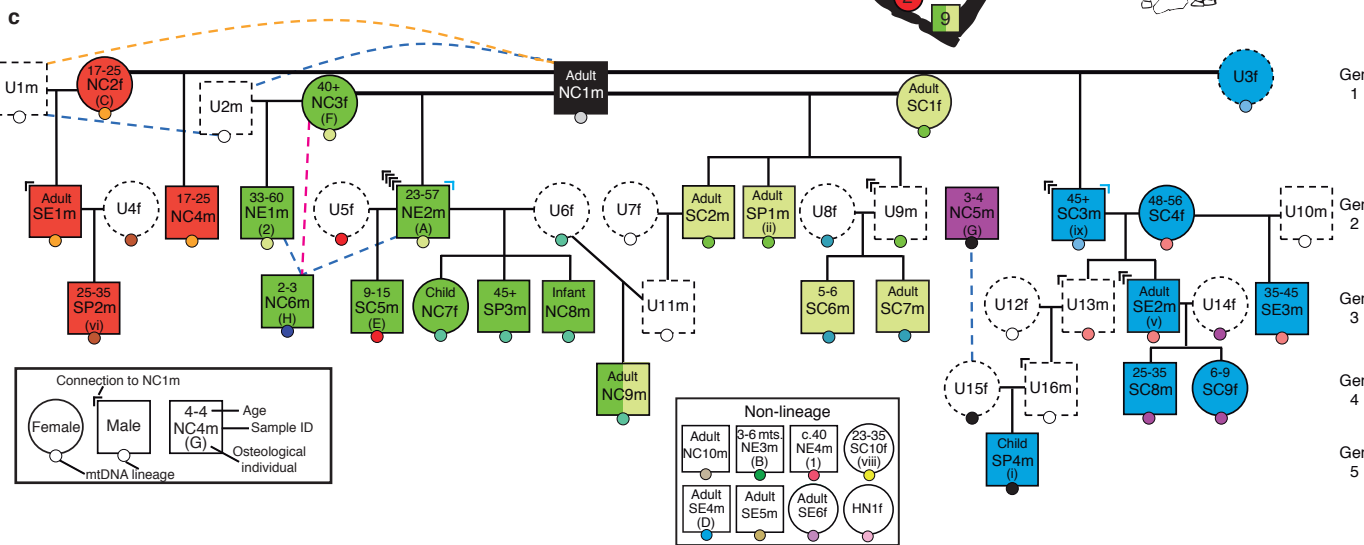 c
9
U1m
17-25
NC2f
(C)
U2m
40+
NC3f
(F)
Adult
NC1m
Adult
SC1f
U3f
1
Adult
SE1m
U4f
17-25
NC4m
33-60
NE1m
(2)
U5f
23-57
NE2m
(A)
U6f
U7f
Adult
SC2m
Adult
SP1m
(ii)
U8f
U9m
3-4
NC5m
(G)
45+
SC3m
(ix)
48-56
SC4f
U10m
2
25-35
SP2m
(vi)
2-3
NC6m
(H)
9-15
SC5m
(E)
Child
NC7f
45+
SP3m
Infant
NC8m
U11m
5-6
SC6m
Adult
SC7m
U12f
U13m
Adult
SE2m
(v)
U14f
35-45
SE3m
3
Adult
NC9m
U15f
U16m
25-35
SC8m
6-9
SC9f
4
Child
SP4m
(i)
5
Connection to NC1m
Female
Male
4-4
NC4m
(G)
Age
Sample ID
Osteological
individual
mtDNA lineage
Non-lineage
Adult
NC10m
3-6 mts.
NE3m
(B)
c.40
NE4m
(1)
23-35
SC10f
(viii)
Adult
SE4m
(D)
Adult
SE5m
Adult
SE6f
HN1f